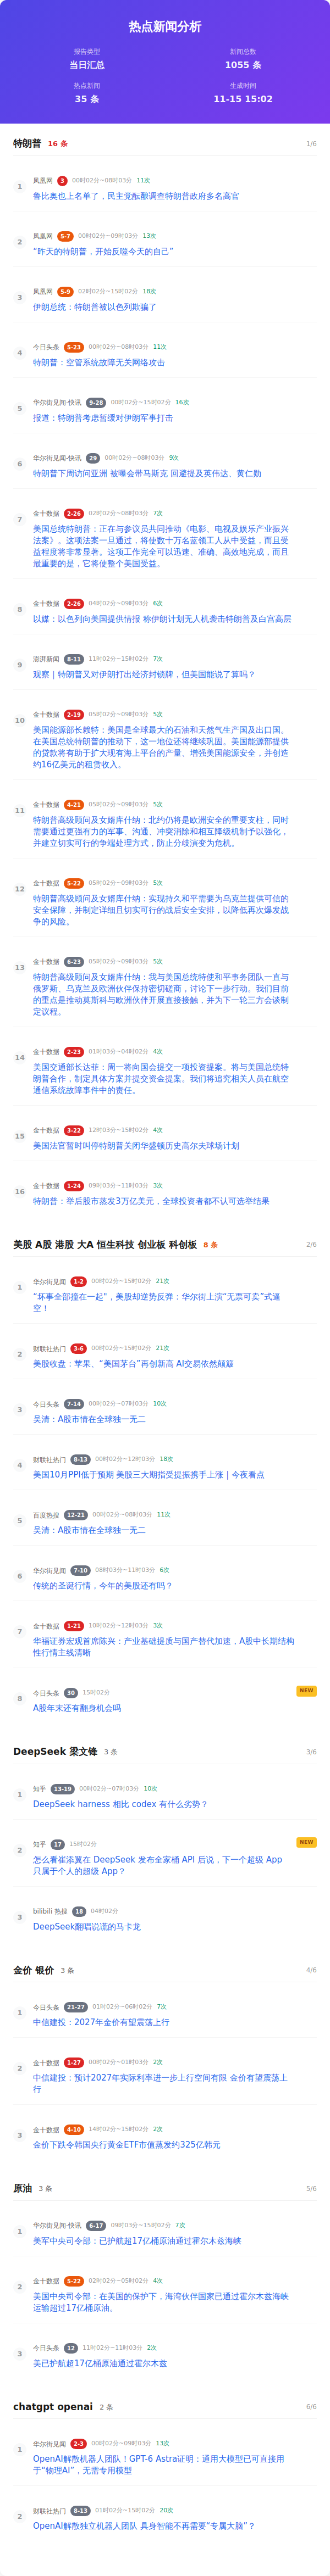 热点新闻分析
报告类型
新闻总数
当日汇总
1055 条
热点新闻
生成时间
35 条
11-15 15:02
特朗普 16 条 1/6
1
凤凰网 3 00时02分~08时03分 11次
鲁比奥也上名单了，民主党酝酿调查特朗普政府多名高官
2
凤凰网 5-7 00时02分~09时03分 13次
“昨天的特朗普，开始反噬今天的自己”
3
凤凰网 5-9 02时02分~15时02分 18次
伊朗总统：特朗普被以色列欺骗了
4
今日头条 5-23 00时02分~08时03分 11次
特朗普：空管系统故障无关网络攻击
5
华尔街见闻-快讯 9-28 00时02分~15时02分 16次
报道：特朗普考虑暂缓对伊朗军事打击
6
华尔街见闻-快讯 29 00时02分~08时03分 9次
特朗普下周访问亚洲 被曝会带马斯克 回避提及英伟达、黄仁勋
7
金十数据 2-26 02时02分~08时03分 7次
美国总统特朗普：正在与参议员共同推动《电影、电视及娱乐产业振兴
法案》。这项法案一旦通过，将使数十万名蓝领工人从中受益，而且受
益程度将非常显著。这项工作完全可以迅速、准确、高效地完成，而且
最重要的是，它将使整个美国受益。
8
金十数据 2-26 04时02分~09时03分 6次
以媒：以色列向美国提供情报 称伊朗计划无人机袭击特朗普及白宫高层
9
澎湃新闻 8-11 11时02分~15时02分 7次
观察｜特朗普又对伊朗打出经济封锁牌，但美国能说了算吗？
10
金十数据 2-19 05时02分~09时03分 5次
美国能源部长赖特：美国是全球最大的石油和天然气生产国及出口国。
在美国总统特朗普的推动下，这一地位还将继续巩固。美国能源部提供
的贷款将有助于扩大现有海上平台的产量、增强美国能源安全，并创造
约16亿美元的租赁收入。
11
金十数据 4-21 05时02分~09时03分 5次
特朗普高级顾问及女婿库什纳：北约仍将是欧洲安全的重要支柱，同时
需要通过更强有力的军事、沟通、冲突消除和相互降级机制予以强化，
并建立切实可行的争端处理方式，防止分歧演变为危机。
12
金十数据 5-22 05时02分~09时03分 5次
特朗普高级顾问及女婿库什纳：实现持久和平需要为乌克兰提供可信的
安全保障，并制定详细且切实可行的战后安全安排，以降低再次爆发战
争的风险。
13
金十数据 6-23 05时02分~09时03分 5次
特朗普高级顾问及女婿库什纳：我与美国总统特使和平事务团队一直与
俄罗斯、乌克兰及欧洲伙伴保持密切磋商，讨论下一步行动。我们目前
的重点是推动莫斯科与欧洲伙伴开展直接接触，并为下一轮三方会谈制
定议程。
14
金十数据 2-23 01时03分~04时02分 4次
美国交通部长达菲：周一将向国会提交一项投资提案。将与美国总统特
朗普合作，制定具体方案并提交资金提案。我们将追究相关人员在航空
通信系统故障事件中的责任。
15
金十数据 3-22 12时03分~15时02分 4次
美国法官暂时叫停特朗普关闭华盛顿历史高尔夫球场计划
16
金十数据 1-24 09时03分~11时03分 3次
特朗普：举后股市蒸发3万亿美元，全球投资者都不认可选举结果
美股 A股 港股 大A 恒生科技 创业板 科创板 8 条 2/6
1
华尔街见闻 1-2 00时02分~15时02分 21次
“坏事全部撞在一起”，美股却逆势反弹：华尔街上演“无票可卖”式逼
空！
2
财联社热门 3-6 00时02分~15时02分 21次
美股收盘：苹果、“美国茅台”再创新高 AI交易依然颠簸
3
今日头条 7-14 00时02分~07时03分 10次
吴清：A股市情在全球独一无二
4
财联社热门 8-13 00时02分~12时03分 18次
美国10月PPI低于预期 美股三大期指受提振携手上涨 | 今夜看点
5
百度热搜 12-21 00时02分~08时03分 11次
吴清：A股市情在全球独一无二
6
华尔街见闻 7-10 08时03分~11时03分 6次
传统的圣诞行情，今年的美股还有吗？
7
金十数据 1-21 10时02分~12时03分 3次
华福证券宏观首席陈兴：产业基础提质与国产替代加速，A股中长期结构
性行情主线清晰
8
今日头条 30 15时02分 NEW
A股年末还有翻身机会吗
DeepSeek 梁文锋 3 条 3/6
1
知乎 13-19 00时02分~07时03分 10次
DeepSeek harness 相比 codex 有什么劣势？
2
知乎 17 15时02分 NEW
怎么看崔添翼在 DeepSeek 发布全家桶 API 后说，下一个超级 App
只属于个人的超级 App？
3
bilibili 热搜 18 04时02分
DeepSeek翻唱说谎的马卡龙
金价 银价 3 条 4/6
1
今日头条 21-27 01时02分~06时02分 7次
中信建投：2027年金价有望震荡上行
2
金十数据 1-27 00时02分~01时03分 2次
中信建投：预计2027年实际利率进一步上行空间有限 金价有望震荡上
行
3
金十数据 4-10 14时02分~15时02分 2次
金价下跌令韩国央行黄金ETF市值蒸发约325亿韩元
原油 3 条 5/6
1
华尔街见闻-快讯 6-17 09时03分~15时02分 7次
美军中央司令部：已护航超17亿桶原油通过霍尔木兹海峡
2
金十数据 5-22 02时02分~05时02分 4次
美国中央司令部：在美国的保护下，海湾伙伴国家已通过霍尔木兹海峡
运输超过17亿桶原油。
3
今日头条 12 11时02分~11时03分 2次
美已护航超17亿桶原油通过霍尔木兹
chatgpt openai 2 条 6/6
1
华尔街见闻 2-3 00时02分~09时03分 13次
OpenAI解散机器人团队！GPT-6 Astra证明：通用大模型已可直接用
于“物理AI”，无需专用模型
2
财联社热门 8-13 01时02分~15时02分 20次
OpenAI解散独立机器人团队 具身智能不再需要“专属大脑”？